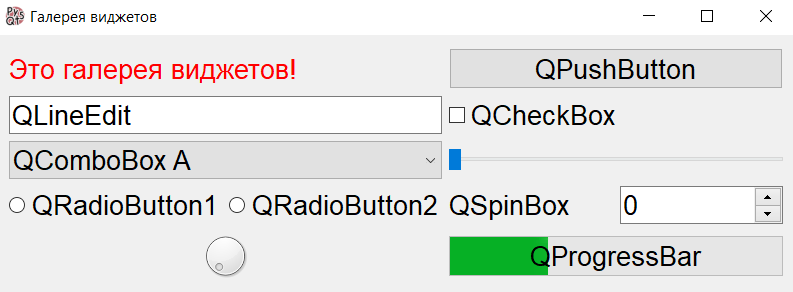 Галерея виджетов
Это галерея виджетов!
QPushButton
QLineEdit
QCheckBox
QComboBox A
QRadioButton1 QRadioButton2 QSpinBox 0
QProgressBar